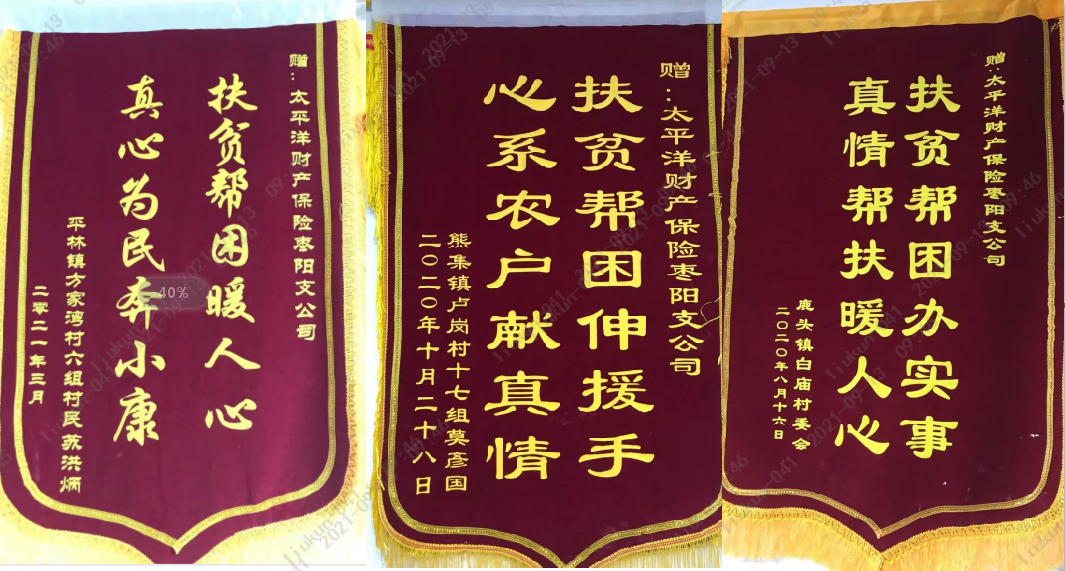 赠：太平洋财产保险枣阳支公司
扶贫帮困暖人心
真心为民奔小康
平林镇方家湾村六组村民苏洪炳
二零二一年三月
40%
赠：太平洋财产保险枣阳支公司
扶贫帮困伸援手
心系农户献真情
熊集镇卢岗村十七组莫彦国
二〇二〇年十月二十八日
赠：太平洋财产保险枣阳支公司
扶贫帮困办实事
真情帮扶暖人心
鹿头镇白庙村委会
二〇二〇年八月十六日